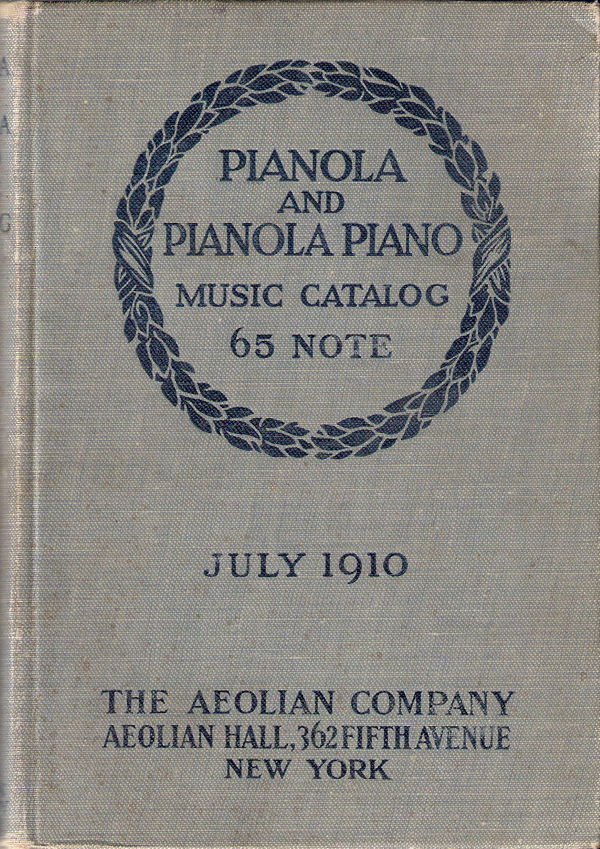 PIANOLA
AND
PIANOLA PIANO
MUSIC CATALOG
65 NOTE
JULY 1910
THE AEOLIAN COMPANY
AEOLIAN HALL, 362 FIFTH AVENUE
NEW YORK